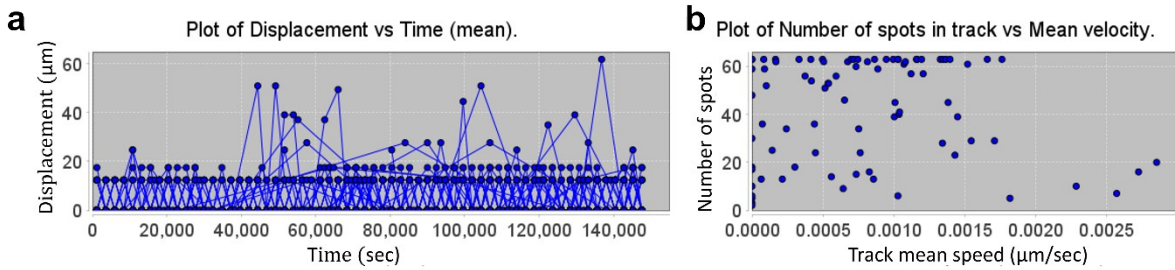 a
Plot of Displacement vs Time (mean).
Displacement (μm)
60
40
20
0
0 20,000 40,000 60,000 80,000 100,000 120,000 140,000
Time (sec)
b
Plot of Number of spots in track vs Mean velocity.
Number of spots
60
40
20
0
0.0000 0.0005 0.0010 0.0015 0.0020 0.0025
Track mean speed (μm/sec)